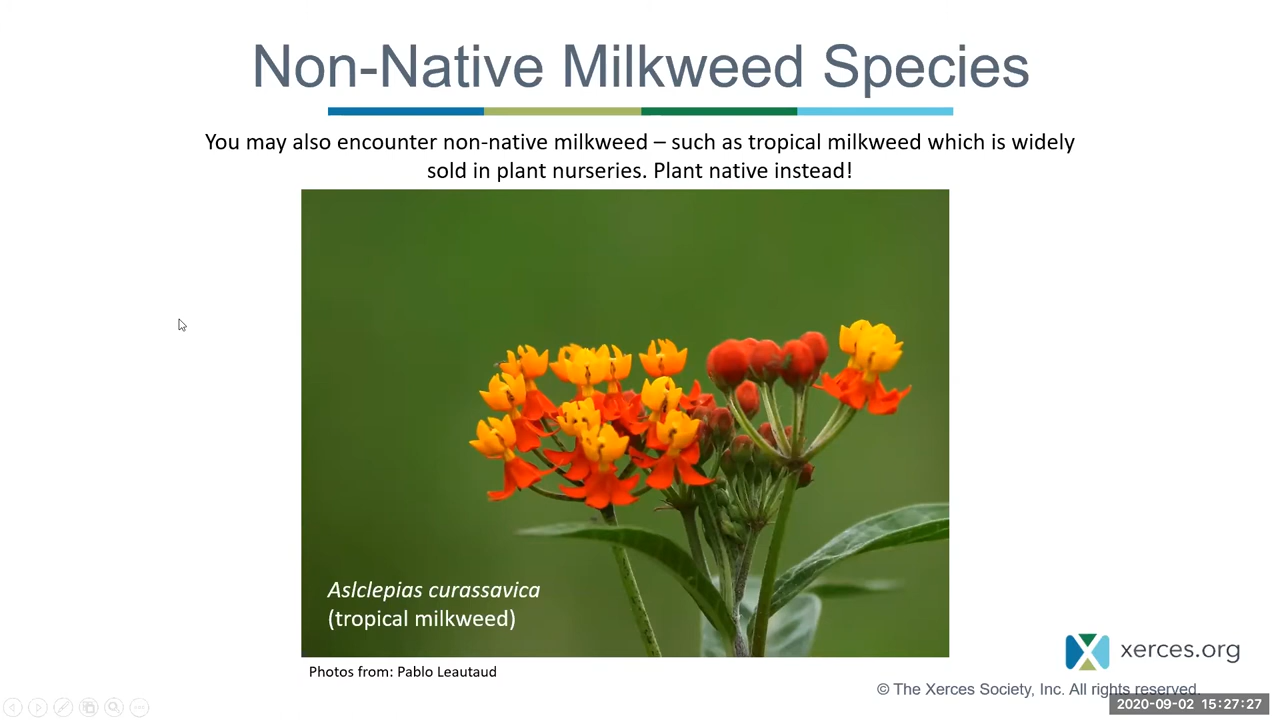 Non-Native Milkweed Species
You may also encounter non-native milkweed – such as tropical milkweed which is widely
sold in plant nurseries. Plant native instead!
Aslclepias curassavica
(tropical milkweed)
Photos from: Pablo Leautaud
xerces.org
© The Xerces Society, Inc. All rights reserved.
2020-09-02 15:27:27